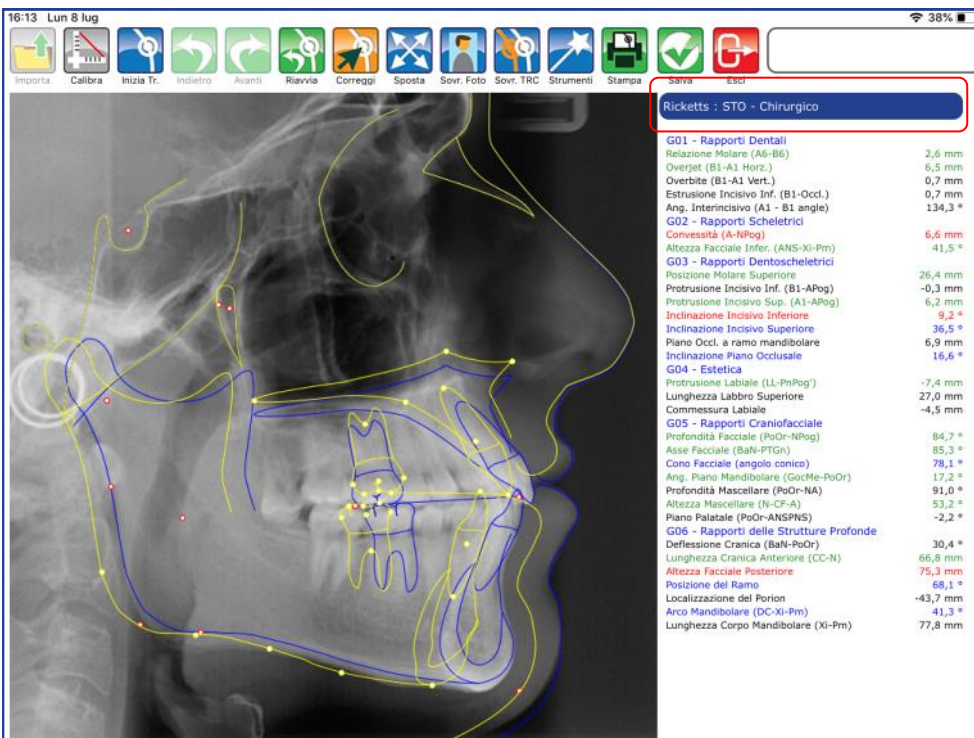 16:13 Lun 8 lug 38%
Importa Calibra Inizia Tr. Indietro Avanti Riavvia Correggi Sposta Sovr. Foto Sovr. TRC Strumenti Stampa Salva Esci
Ricketts : STO - Chirurgico
G01 - Rapporti Dentali
Relazione Molare (A6-B6) 2,6 mm
Overjet (B1-A1 Horz.) 6,5 mm
Overbite (B1-A1 Vert.) 0,7 mm
Estrusione Incisivo Inf. (B1-Occl.) 0,7 mm
Ang. Interincisivo (A1 - B1 angle) 134,3 °
G02 - Rapporti Scheletrici
Convessità (A-NPog) 6,6 mm
Altezza Facciale Infer. (ANS-Xi-Pm) 41,5 °
G03 - Rapporti Dentoscheletrici
Posizione Molare Superiore 26,4 mm
Protrusione Incisivo Inf. (B1-APog) -0,3 mm
Protrusione Incisivo Sup. (A1-APog) 6,2 mm
Inclinazione Incisivo Inferiore 9,2 °
Inclinazione Incisivo Superiore 36,5 °
Piano Occl. a ramo mandibolare 6,9 mm
Inclinazione Piano Occlusale 16,6 °
G04 - Estetica
Protrusione Labiale (LL-PnPog') -7,4 mm
Lunghezza Labbro Superiore 27,0 mm
Commessura Labiale -4,5 mm
G05 - Rapporti Craniofacciale
Profondità Facciale (PoOr-NPog) 84,7 °
Asse Facciale (BaN-PTGn) 85,3 °
Cono Facciale (angolo conico) 78,1 °
Ang. Piano Mandibolare (GocMe-PoOr) 17,2 °
Profondità Mascellare (PoOr-NA) 91,0 °
Altezza Mascellare (N-CF-A) 53,2 °
Piano Palatale (PoOr-ANSPNS) -2,2 °
G06 - Rapporti delle Strutture Profonde
Deflessione Cranica (BaN-PoOr) 30,4 °
Lunghezza Cranica Anteriore (CC-N) 66,8 mm
Altezza Facciale Posteriore 75,3 mm
Posizione del Ramo 68,1 °
Localizzazione del Porion -43,7 mm
Arco Mandibolare (DC-Xi-Pm) 41,3 °
Lunghezza Corpo Mandibolare (Xi-Pm) 77,8 mm